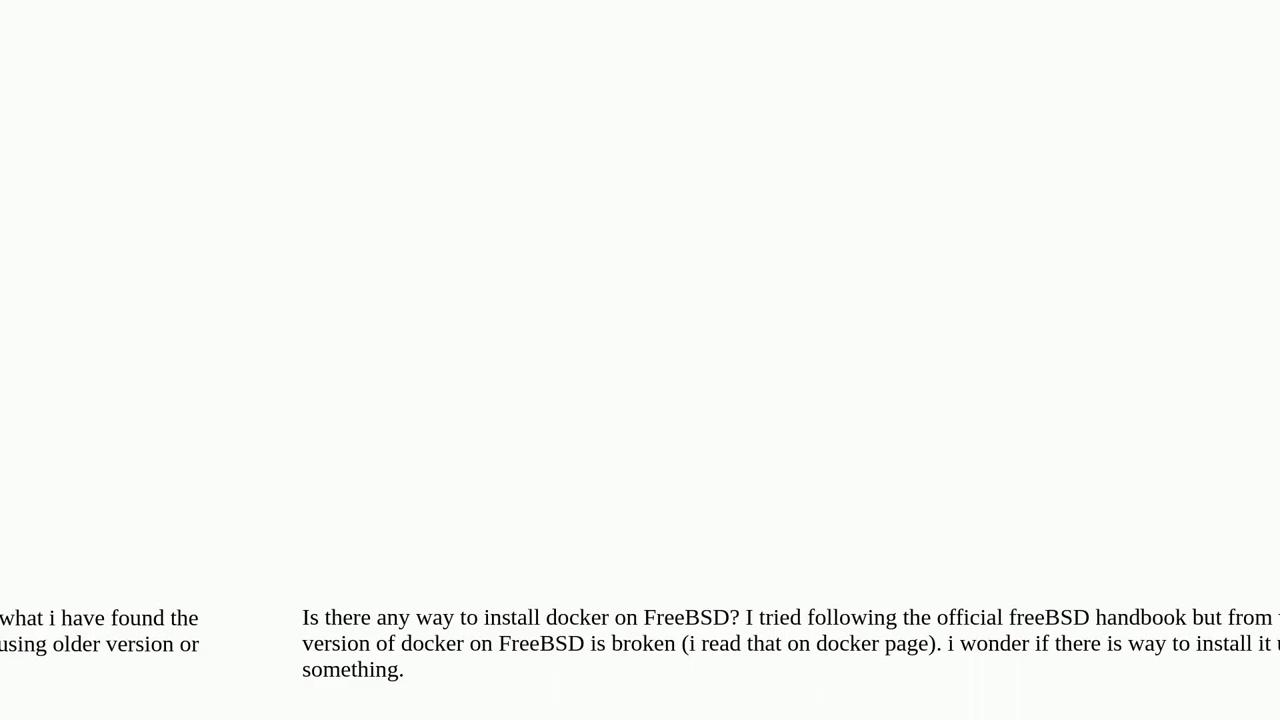 what i have found the
using older version or
Is there any way to install docker on FreeBSD? I tried following the official freeBSD handbook but from
version of docker on FreeBSD is broken (i read that on docker page). i wonder if there is way to install it
something.